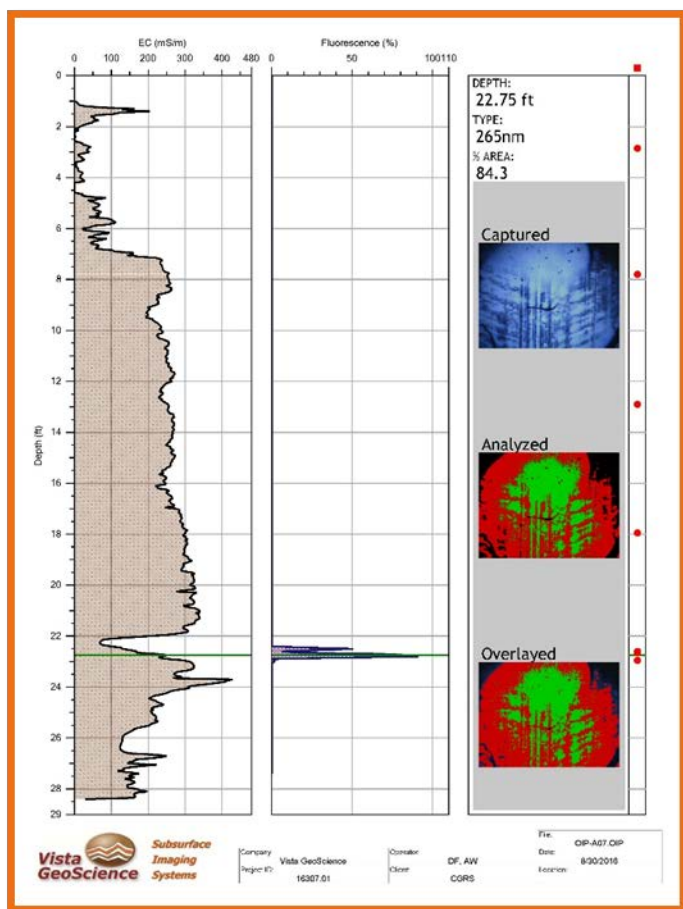 EC (mS/m)
0 100 200 300 480
Fluorescence (%)
0 50 100110
0
2
4
6
8
10
12
14
16
18
20
22
24
26
28
29
Depth (ft)
DEPTH:
22.75 ft
TYPE:
265nm
% AREA:
84.3
Captured
Analyzed
Overlayed
Vista
GeoScience
Subsurface
Imaging
Systems
Company
Vista GeoScience
Project ID:
16307.01
Operator
DF, AW
Client
CGRS
File:
OIP-A07.OIP
Date:
8/30/2016
Location: